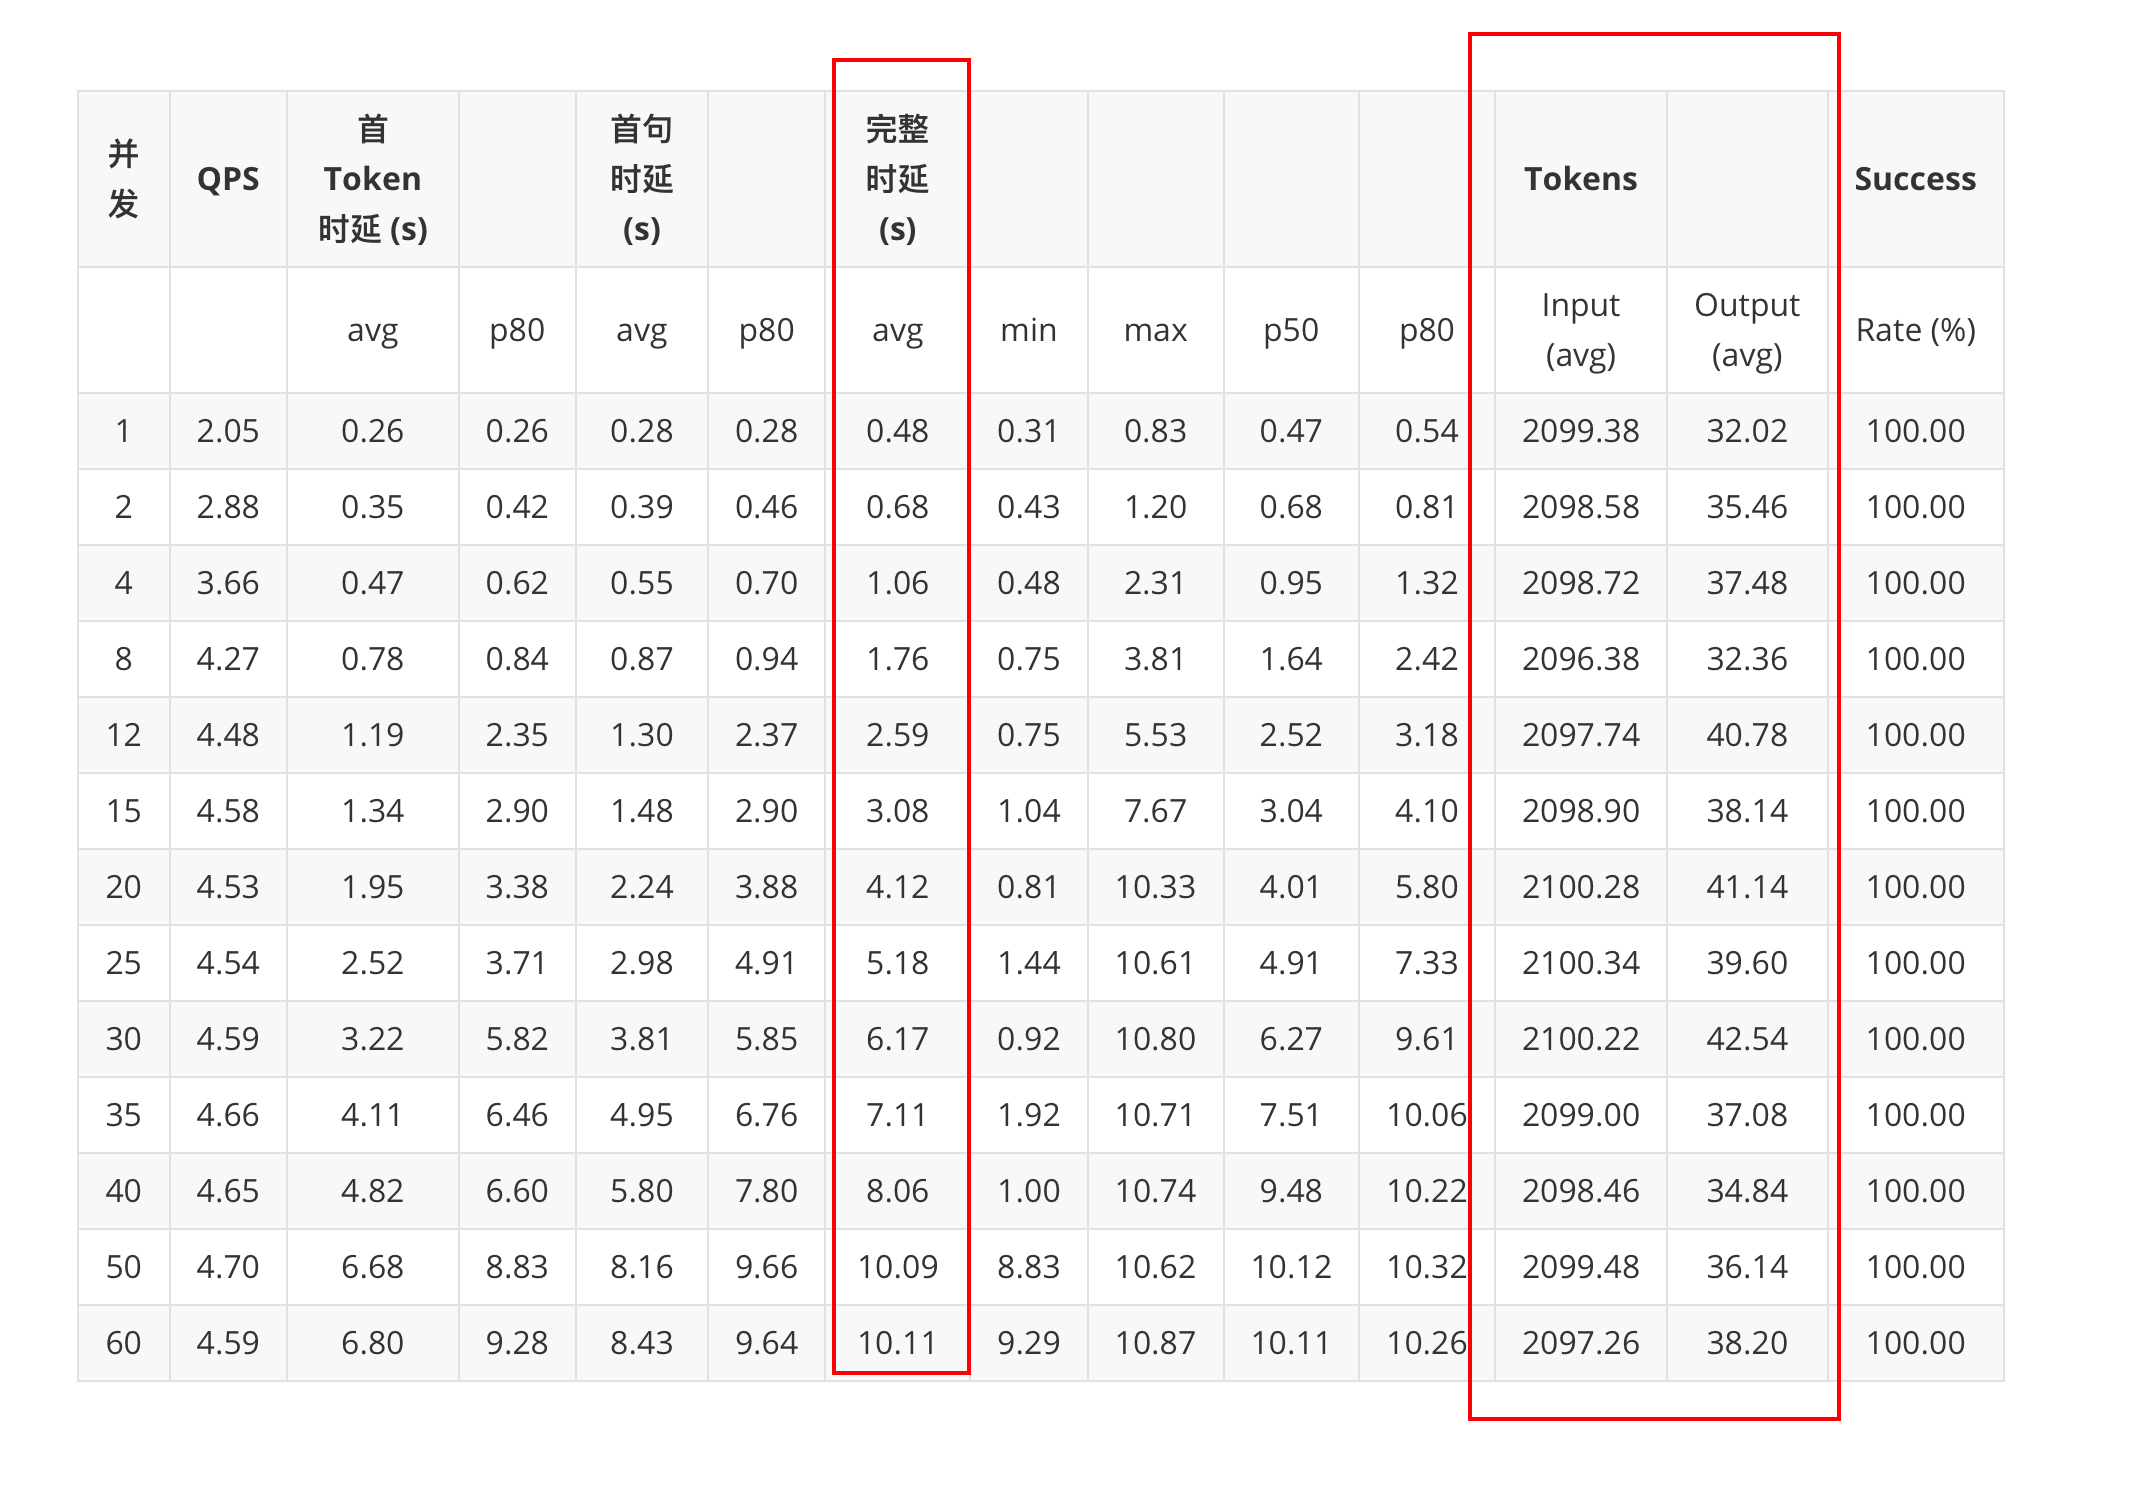 并发 QPS 首 Token 时延 (s) 首句时延 (s) 完整时延 (s) Tokens Success
avg p80 avg p80 avg min max p50 p80 Input (avg) Output (avg) Rate (%)
1 2.05 0.26 0.26 0.28 0.28 0.48 0.31 0.83 0.47 0.54 2099.38 32.02 100.00
2 2.88 0.35 0.42 0.39 0.46 0.68 0.43 1.20 0.68 0.81 2098.58 35.46 100.00
4 3.66 0.47 0.62 0.55 0.70 1.06 0.48 2.31 0.95 1.32 2098.72 37.48 100.00
8 4.27 0.78 0.84 0.87 0.94 1.76 0.75 3.81 1.64 2.42 2096.38 32.36 100.00
12 4.48 1.19 2.35 1.30 2.37 2.59 0.75 5.53 2.52 3.18 2097.74 40.78 100.00
15 4.58 1.34 2.90 1.48 2.90 3.08 1.04 7.67 3.04 4.10 2098.90 38.14 100.00
20 4.53 1.95 3.38 2.24 3.88 4.12 0.81 10.33 4.01 5.80 2100.28 41.14 100.00
25 4.54 2.52 3.71 2.98 4.91 5.18 1.44 10.61 4.91 7.33 2100.34 39.60 100.00
30 4.59 3.22 5.82 3.81 5.85 6.17 0.92 10.80 6.27 9.61 2100.22 42.54 100.00
35 4.66 4.11 6.46 4.95 6.76 7.11 1.92 10.71 7.51 10.06 2099.00 37.08 100.00
40 4.65 4.82 6.60 5.80 7.80 8.06 1.00 10.74 9.48 10.22 2098.46 34.84 100.00
50 4.70 6.68 8.83 8.16 9.66 10.09 8.83 10.62 10.12 10.32 2099.48 36.14 100.00
60 4.59 6.80 9.28 8.43 9.64 10.11 9.29 10.87 10.11 10.26 2097.26 38.20 100.00